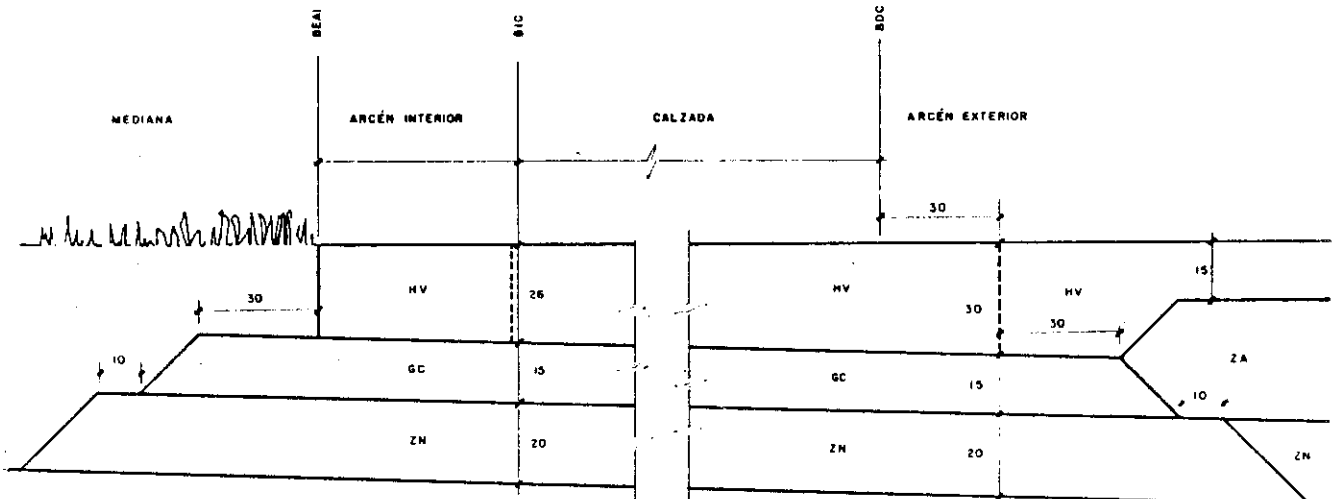 BEAI
BIC
BDC
MEDIANA
ARCÉN INTERIOR
CALZADA
ARCÉN EXTERIOR
30
30
HV
26
HV
30
HV
15
30
10
GC
15
GC
15
ZA
10
ZN
20
ZN
20
ZN